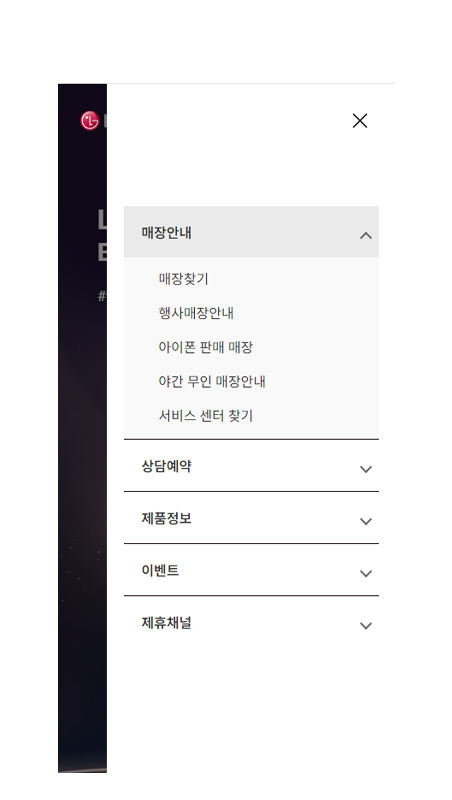 매장안내
매장찾기
행사매장안내
아이폰 판매 매장
야간 무인 매장안내
서비스 센터 찾기
상담예약
제품정보
이벤트
제휴채널